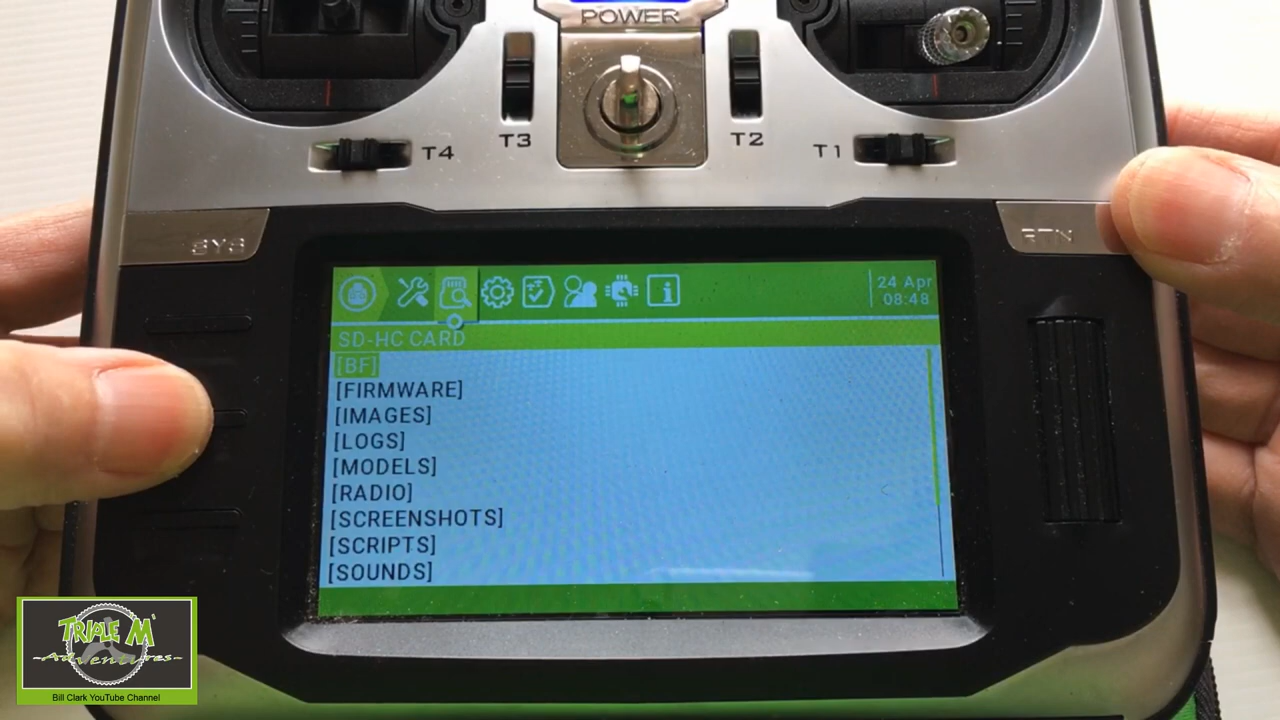 POWER
T3
T2
T4
T1
SYS
RTN
24 Apr
08:48
SD-HC CARD
[BF]
[FIRMWARE]
[IMAGES]
[LOGS]
[MODELS]
[RADIO]
[SCREENSHOTS]
[SCRIPTS]
[SOUNDS]
TRIPLE M
-Adventures-
Bill Clark YouTube Channel